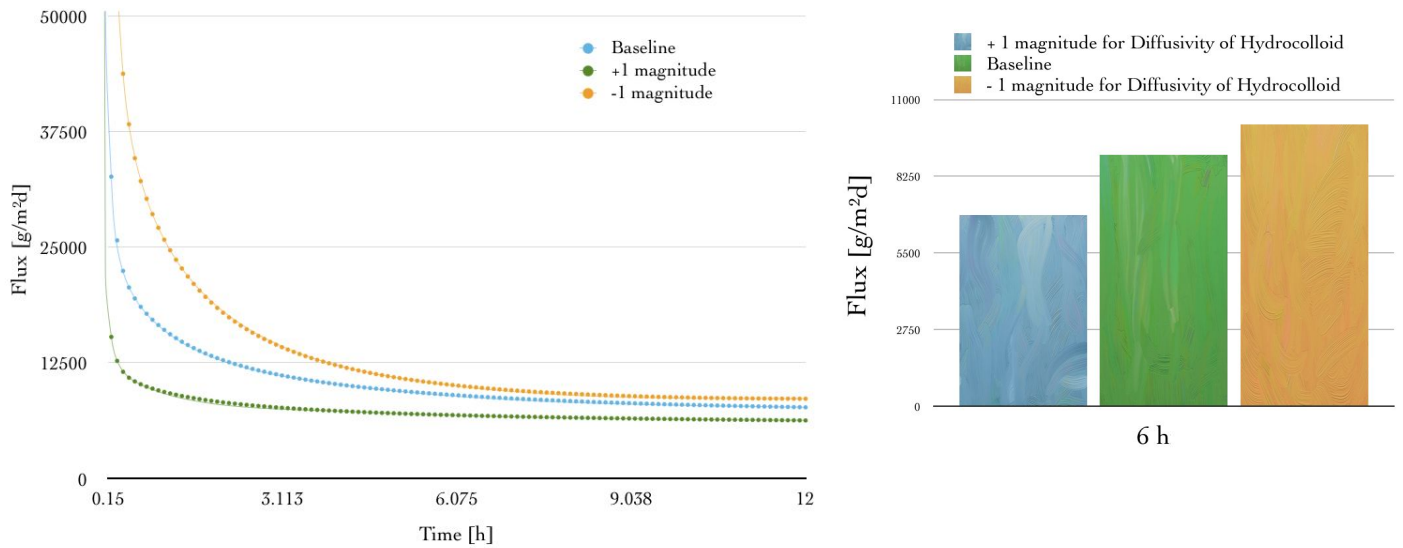 50000
37500
25000
12500
0
Flux [g/m²d]
0.15
3.113
6.075
9.038
12
Time [h]
Baseline
+1 magnitude
-1 magnitude
+ 1 magnitude for Diffusivity of Hydrocolloid
Baseline
- 1 magnitude for Diffusivity of Hydrocolloid
11000
8250
5500
2750
0
Flux [g/m²d]
6 h